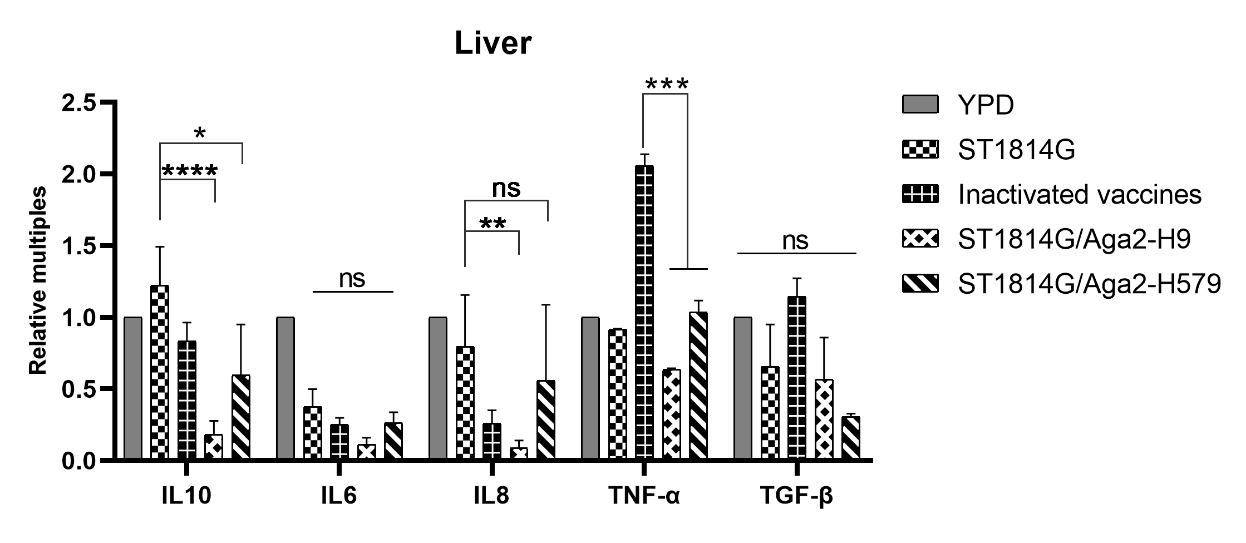 Liver
Relative multiples
2.5
2.0
1.5
1.0
0.5
0.0
*
****
ns
ns
**
***
ns
IL10
IL6
IL8
TNF-α
TGF-β
YPD
ST1814G
Inactivated vaccines
ST1814G/Aga2-H9
ST1814G/Aga2-H579